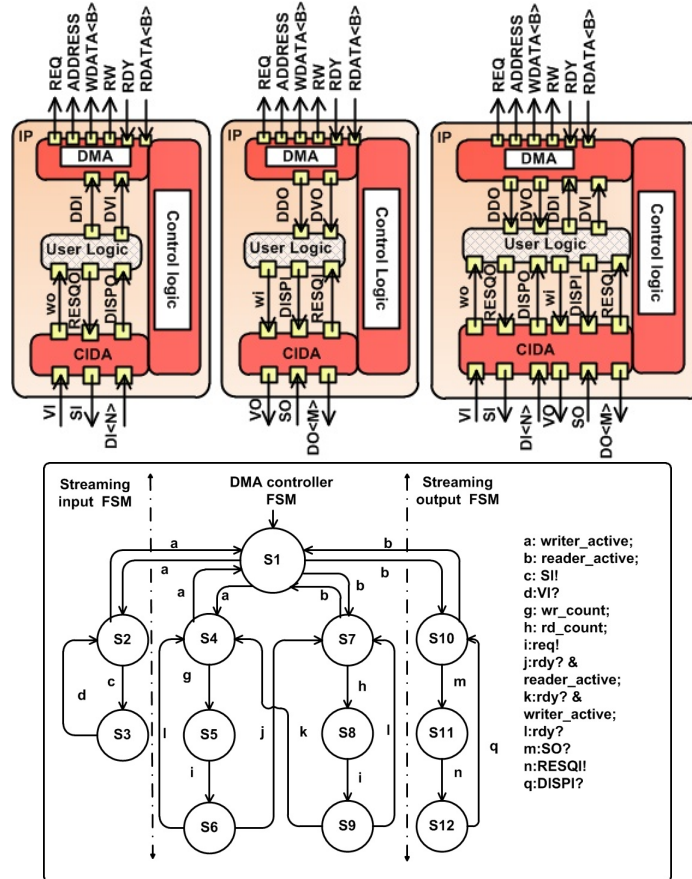 REQ
ADDRESS
WDATA<B>
RW
RDY
RDATA<B>
IP
DMA
DDI
DVI
User Logic
wo
RESQO
DISPO
CIDA
Control logic
VI
SI
DI<N>
REQ
ADDRESS
WDATA<B>
RW
RDY
RDATA<B>
IP
DMA
DDO
DVO
User Logic
wi
DISPI
RESQI
CIDA
Control Logic
VO
SO
DO<M>
REQ
ADDRESS
WDATA<B>
RW
RDY
RDATA<B>
IP
DMA
DDO
DVO
DDI
DVI
User Logic
wo
RESQO
DISPO
wi
DISPI
RESQI
CIDA
Control logic
VI
SI
DI<N>
VO
SO
DO<M>
Streaming
input FSM
DMA controller
FSM
Streaming
output FSM
S1
a
a
a
a
b
b
b
b
S2
S4
S7
S10
c
d
g
h
m
S3
S5
S8
S11
l
i
j
k
i
l
n
q
S6
S9
S12
a: writer_active;
b: reader_active;
c: SI!
d:VI?
g: wr_count;
h: rd_count;
i:req!
j:rdy? &
reader_active;
k:rdy? &
writer_active;
l:rdy?
m:SO?
n:RESQI!
q:DISPI?